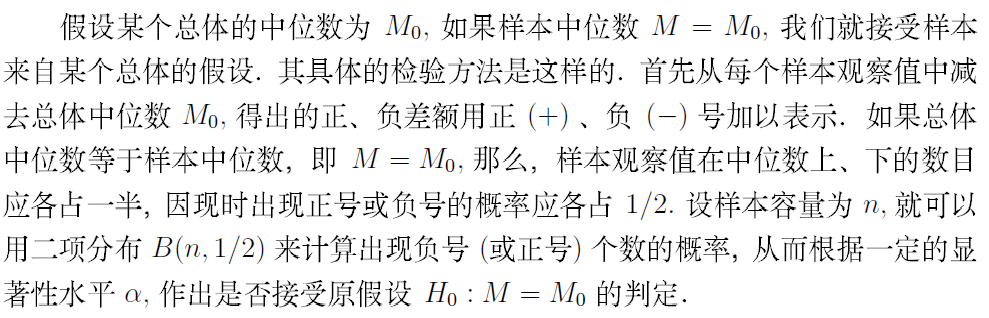 假设某个总体的中位数为 M₀, 如果样本中位数 M = M₀, 我们就接受样本
来自某个总体的假设. 其具体的检验方法是这样的. 首先从每个样本观察值中减
去总体中位数 M₀, 得出的正、负差额用正 (+) 、负 (−) 号加以表示. 如果总体
中位数等于样本中位数, 即 M = M₀, 那么, 样本观察值在中位数上、下的数目
应各占一半, 因现时出现正号或负号的概率应各占 1/2. 设样本容量为 n, 就可以
用二项分布 B(n, 1/2) 来计算出现负号 (或正号) 个数的概率, 从而根据一定的显
著性水平 α, 作出是否接受原假设 H₀ : M = M₀ 的判定.